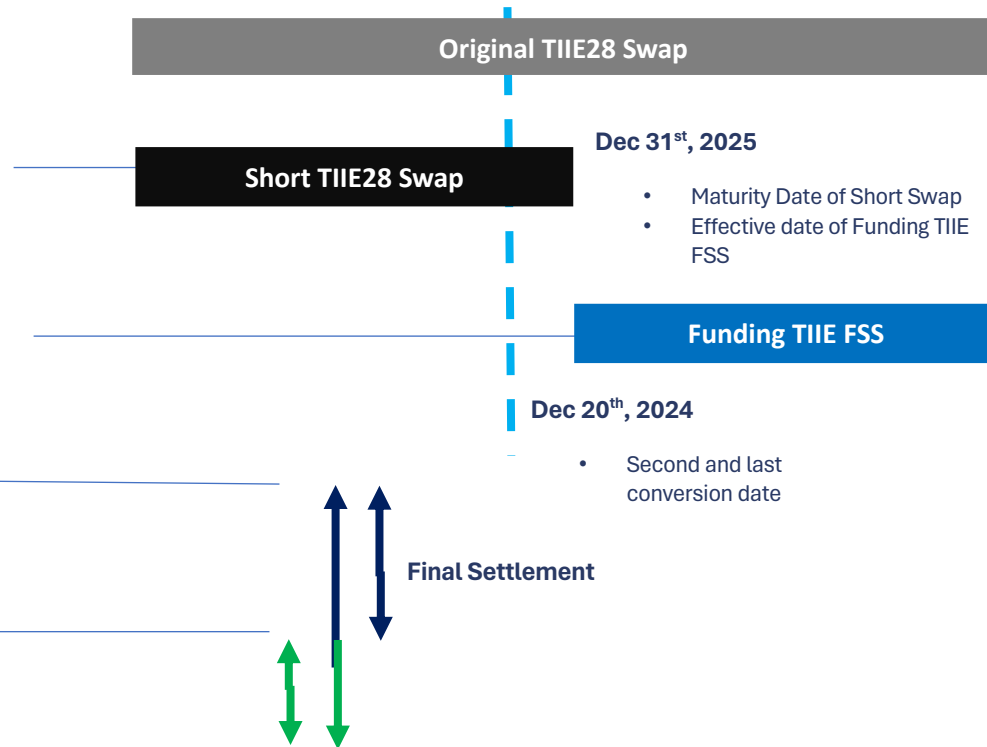 Original TIIE28 Swap
Dec 31st, 2025
Short TIIE28 Swap
• Maturity Date of Short Swap
• Effective date of Funding TIIE
FSS
Funding TIIE FSS
Dec 20th, 2024
• Second and last
conversion date
Final Settlement